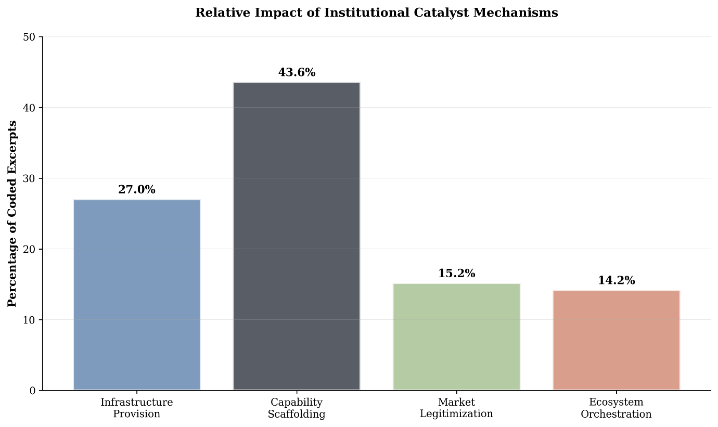 Relative Impact of Institutional Catalyst Mechanisms
Percentage of Coded Excerpts
50
40
30
20
10
0
27.0%
43.6%
15.2%
14.2%
Infrastructure
Provision
Capability
Scaffolding
Market
Legitimization
Ecosystem
Orchestration